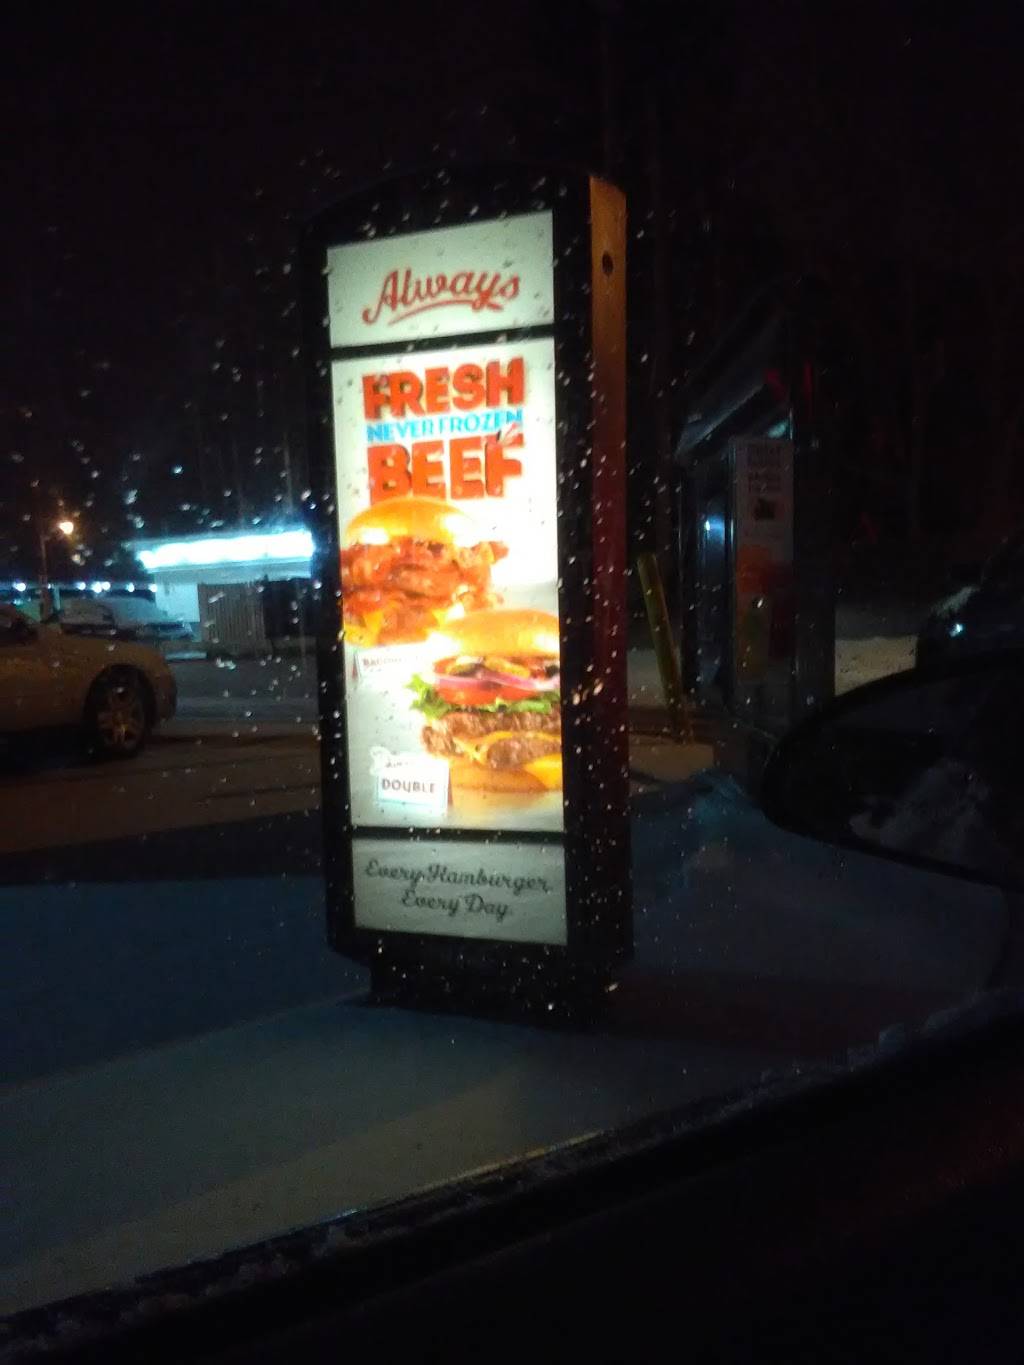 Always
FRESH
NEVER FROZEN
BEEF
DOUBLE
Every Hamburger.
Every Day.